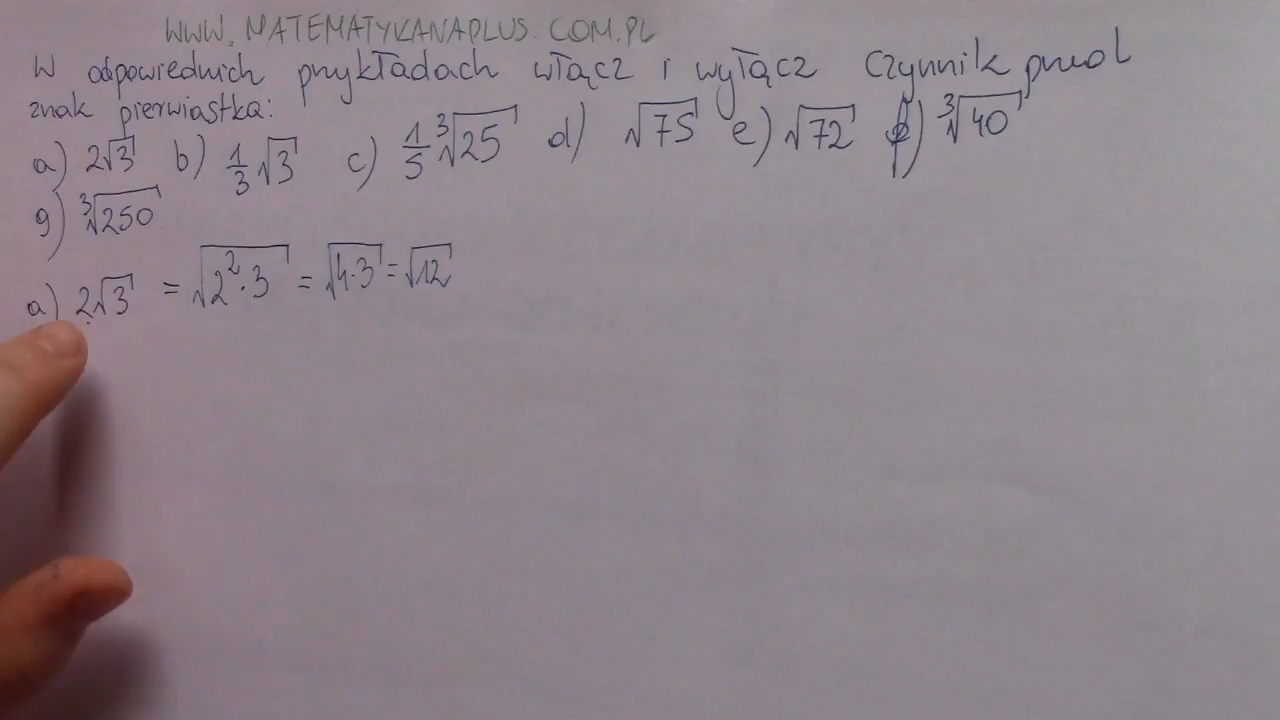 WWW.MATEMATYKANAPLUS.COM.PL
W odpowiednich przykładach włącz i wyłącz czynnik przed
znak pierwiastka:
a) 2√3 b) 1/3 √3 c) 1/5 ∛25 d) √75 e) √72 f) ∛40
g) ∛250
a) 2√3 = √2²·3 = √4·3 = √12